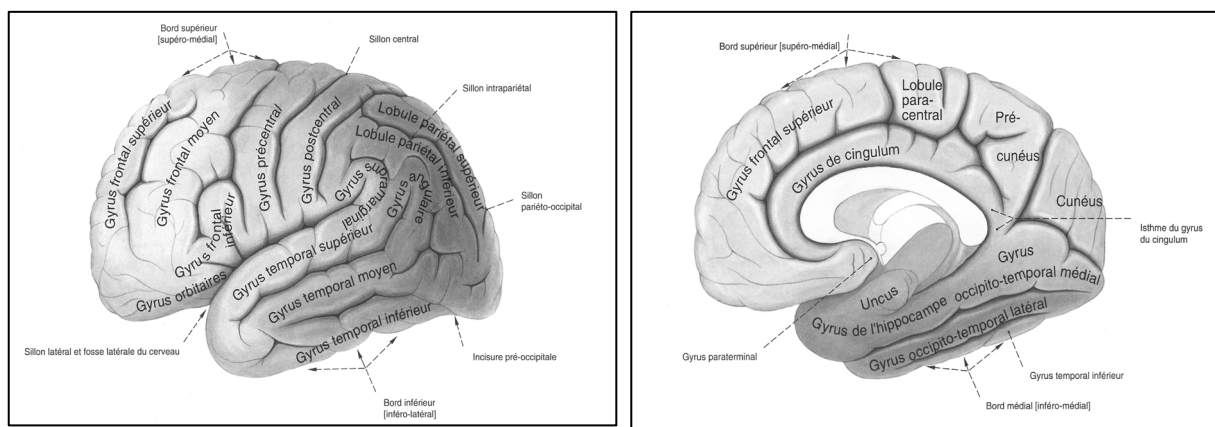 Bord supérieur
[supéro-médial]
Sillon central
Sillon intrapariétal
Gyrus frontal supérieur
Gyrus frontal moyen
Gyrus précentral
Gyrus postcentral
Lobule pariétal supérieur
Lobule pariétal inférieur
Gyrus supramarginal
Gyrus angulaire
Gyrus frontal
inférieur
Sillon
pariéto-occipital
Gyrus orbitaires
Gyrus temporal supérieur
Gyrus temporal moyen
Gyrus temporal inférieur
Sillon latéral et fosse latérale du cerveau
Incisure pré-occipitale
Bord inférieur
[inféro-latéral]
Bord supérieur [supéro-médial]
Gyrus frontal supérieur
Lobule
para-
central
Pré-
cunéus
Gyrus de cingulum
Cunéus
Isthme du gyrus
du cingulum
Gyrus
occipito-temporal médial
Uncus
Gyrus de l'hippocampe
Gyrus occipito-temporal latéral
Gyrus paraterminal
Gyrus temporal inférieur
Bord médial [inféro-médial]